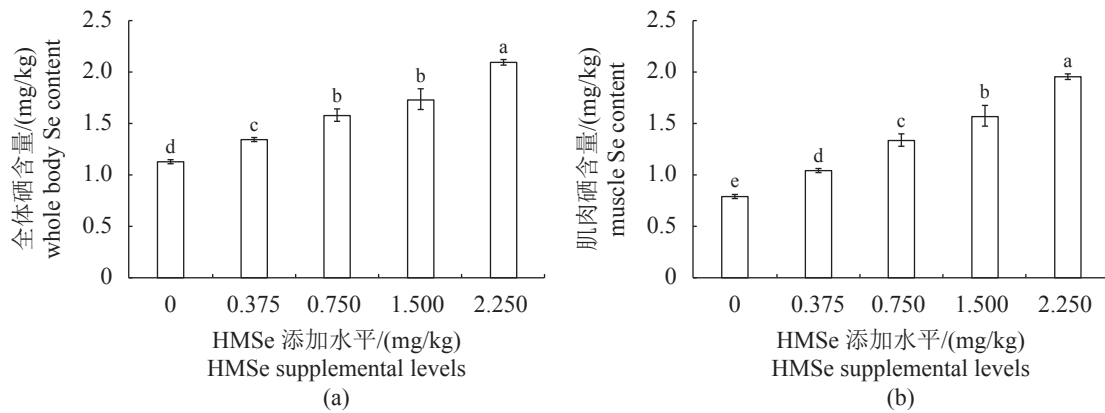 全体硒含量/(mg/kg)
whole body Se content
2.5
2.0
1.5
1.0
0.5
0
d
c
b
b
a
0
0.375
0.750
1.500
2.250
HMSe 添加水平/(mg/kg)
HMSe supplemental levels
(a)
肌肉硒含量/(mg/kg)
muscle Se content
2.5
2.0
1.5
1.0
0.5
0
e
d
c
b
a
0
0.375
0.750
1.500
2.250
HMSe 添加水平/(mg/kg)
HMSe supplemental levels
(b)